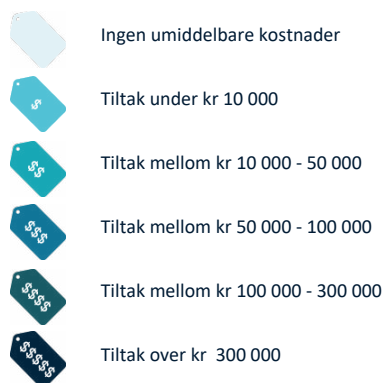 Ingen umiddelbare kostnader
$
Tiltak under kr 10 000
$$
Tiltak mellom kr 10 000 - 50 000
$$$
Tiltak mellom kr 50 000 - 100 000
$$$$
Tiltak mellom kr 100 000 - 300 000
$$$$$
Tiltak over kr 300 000